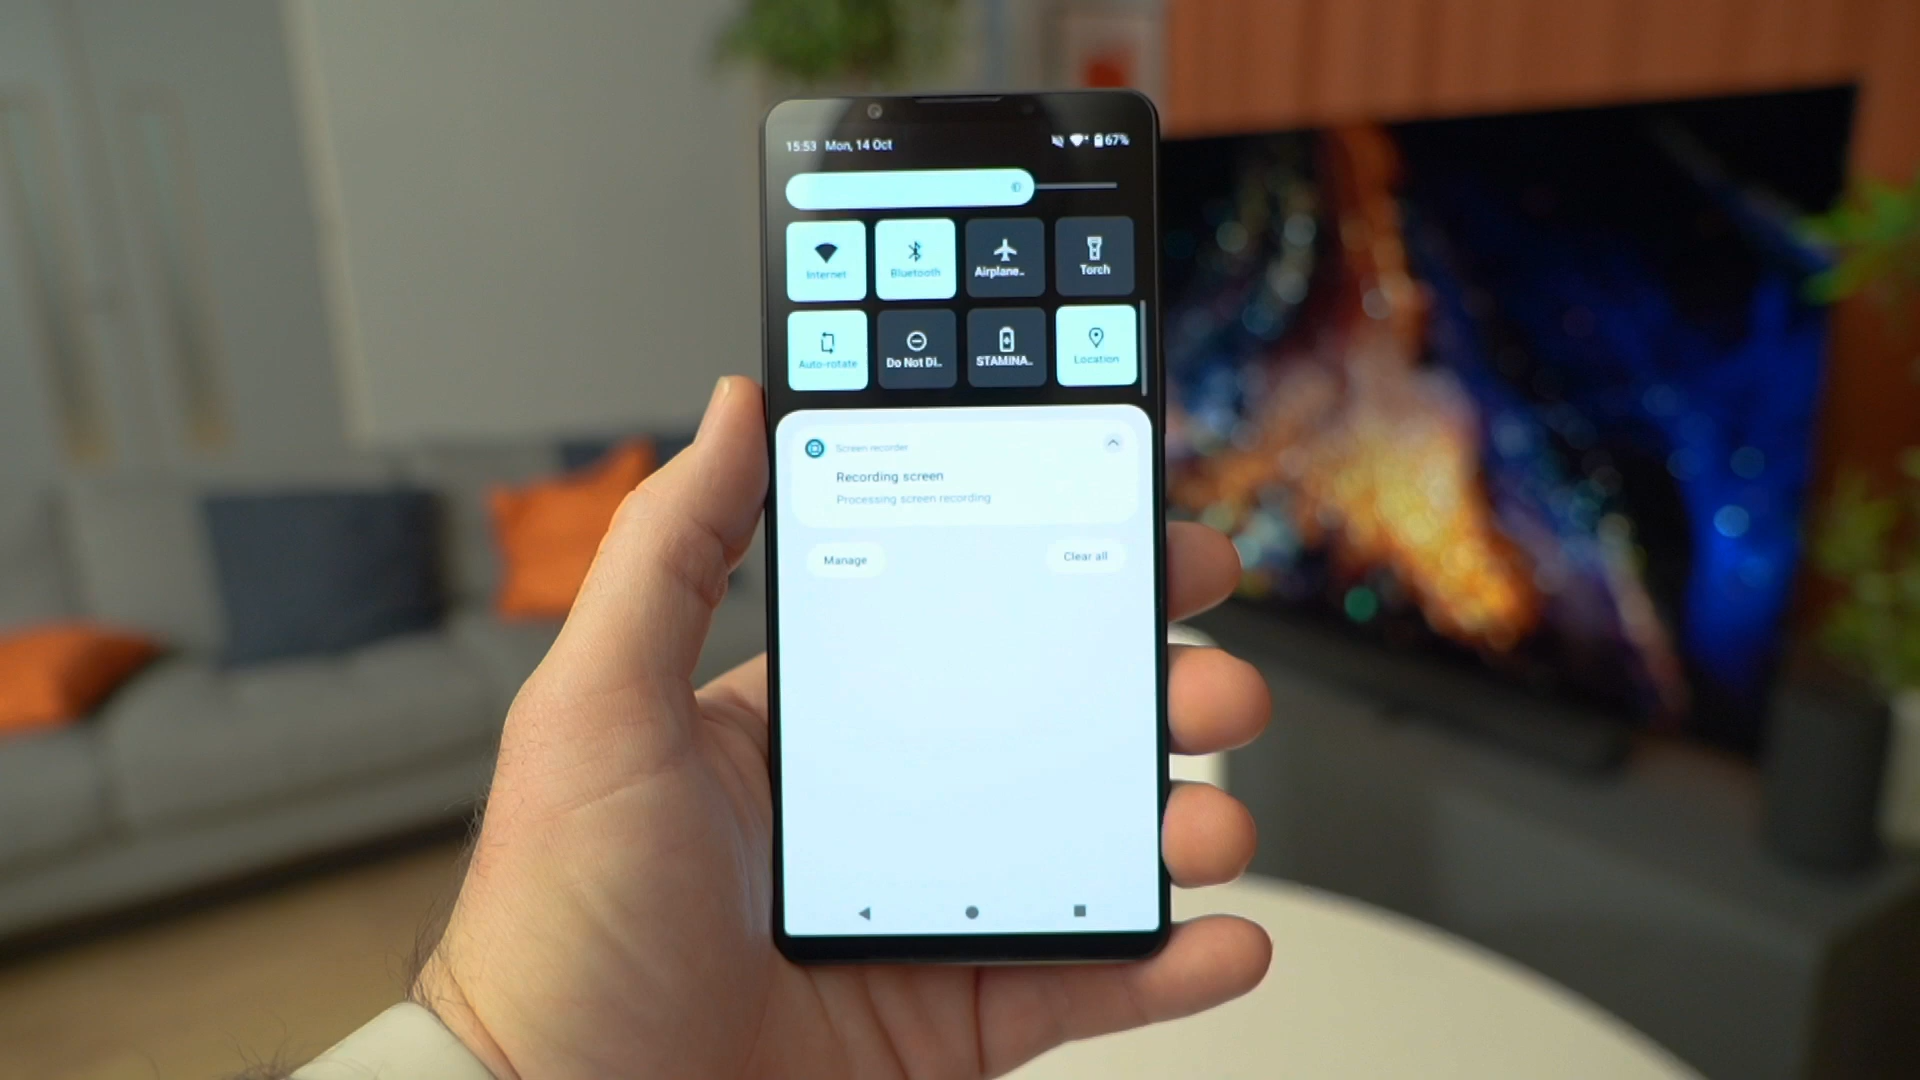 15:53 Mon, 14 Oct 67%
Internet Bluetooth Airplane.. Torch
Auto-rotate Do Not Di.. STAMINA.. Location
Screen recorder
Recording screen
Processing screen recording
Manage Clear all